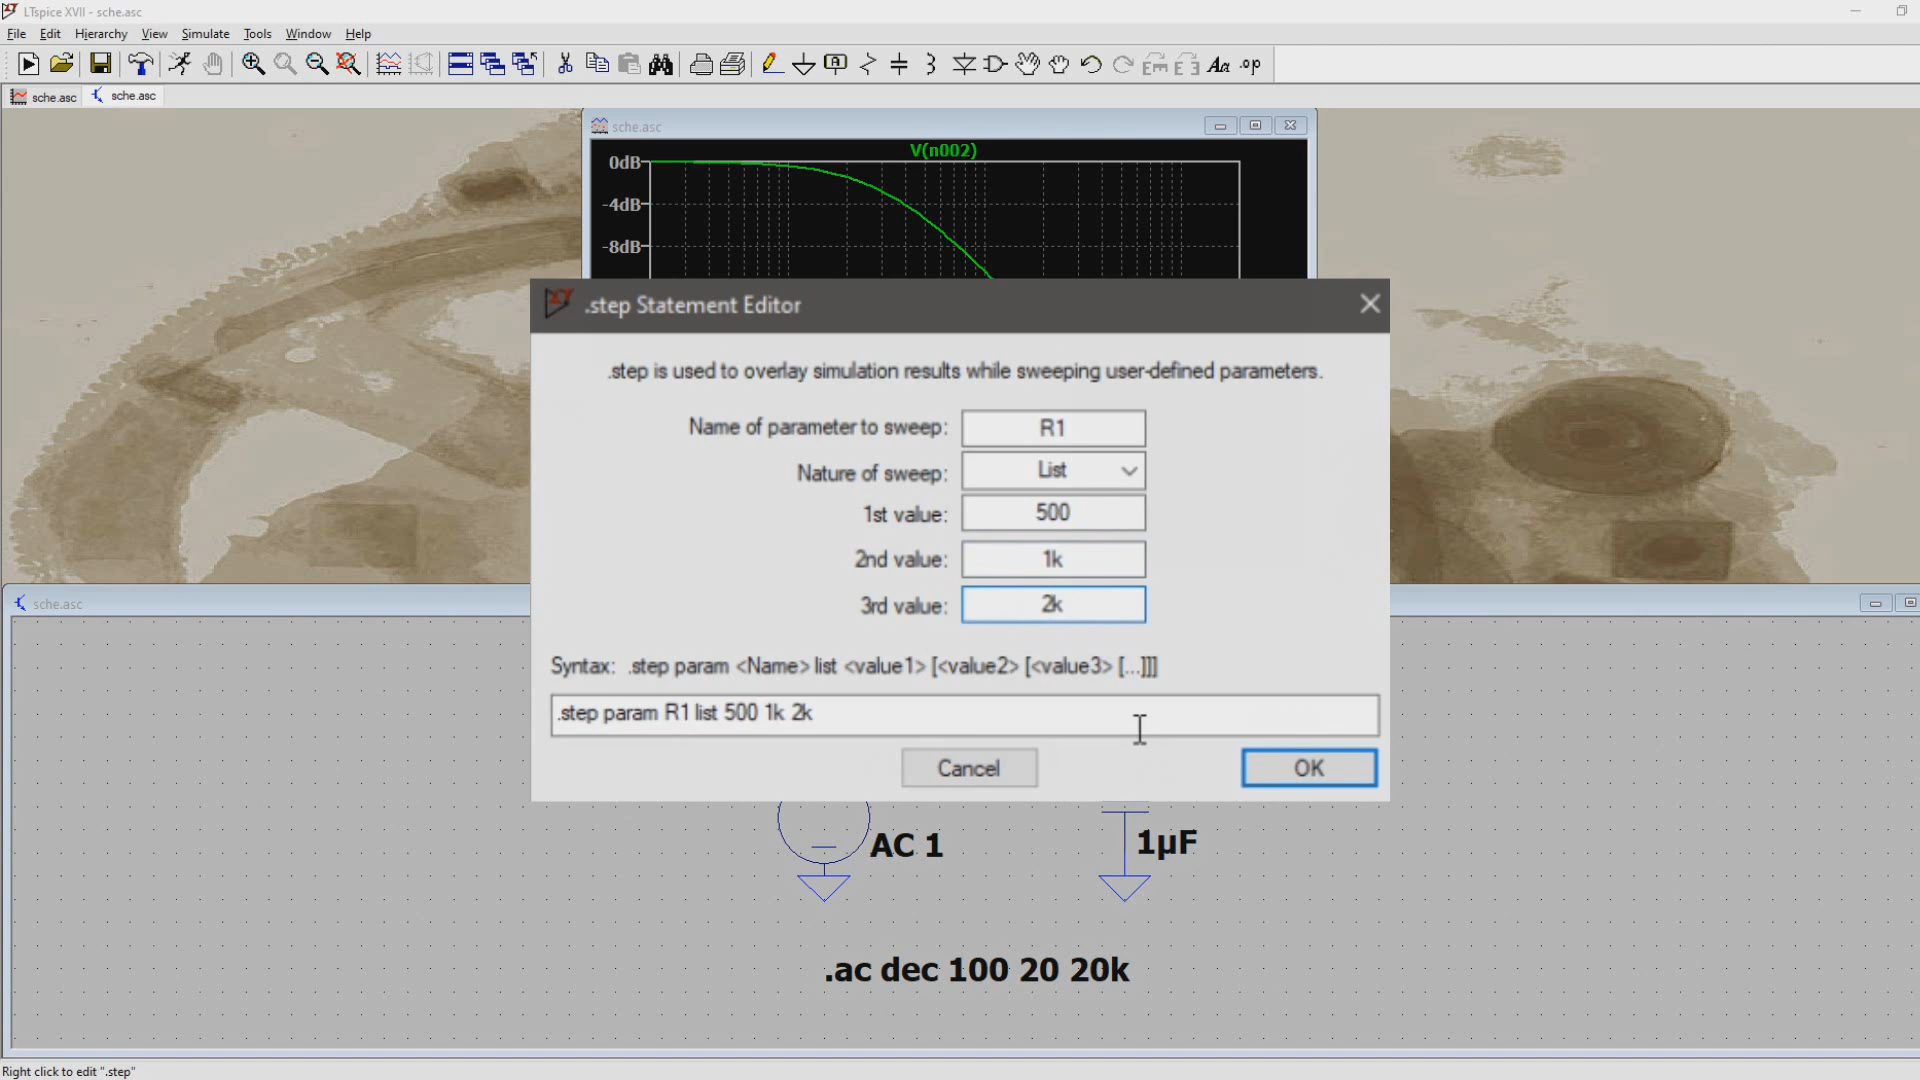 LTspice XVII - sche.asc
File Edit Hierarchy View Simulate Tools Window Help
Aa .op
sche.asc sche.asc
sche.asc
V(n002)
0dB
-4dB
-8dB
.step Statement Editor
.step is used to overlay simulation results while sweeping user-defined parameters.
Name of parameter to sweep: R1
Nature of sweep: List
1st value: 500
2nd value: 1k
3rd value: 2k
Syntax: .step param <Name> list <value1> [<value2> [<value3> [...]]]
.step param R1 list 500 1k 2k
Cancel OK
sche.asc
AC 1
1µF
.ac dec 100 20 20k
Right click to edit ".step"